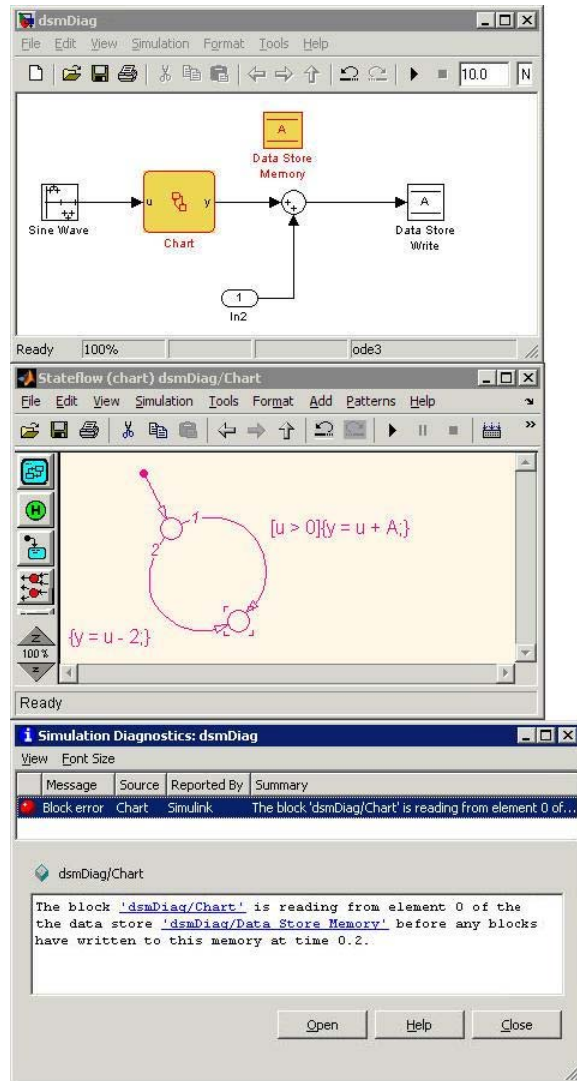 dsmDiag
File Edit View Simulation Format Tools Help
10.0 N
A
Data Store
Memory
u y
A
Sine Wave
Chart
Data Store
Write
1
In2
Ready 100% ode3
Stateflow (chart) dsmDiag/Chart
File Edit View Simulation Tools Format Add Patterns Help
H
1
[u > 0]{y = u + A;}
2
{y = u - 2;}
Z
100%
Z
Ready
Simulation Diagnostics: dsmDiag
View Font Size
Message Source Reported By Summary
Block error Chart Simulink The block 'dsmDiag/Chart' is reading from element 0 of...
dsmDiag/Chart
The block 'dsmDiag/Chart' is reading from element 0 of the
the data store 'dsmDiag/Data Store Memory' before any blocks
have written to this memory at time 0.2.
Open Help Close